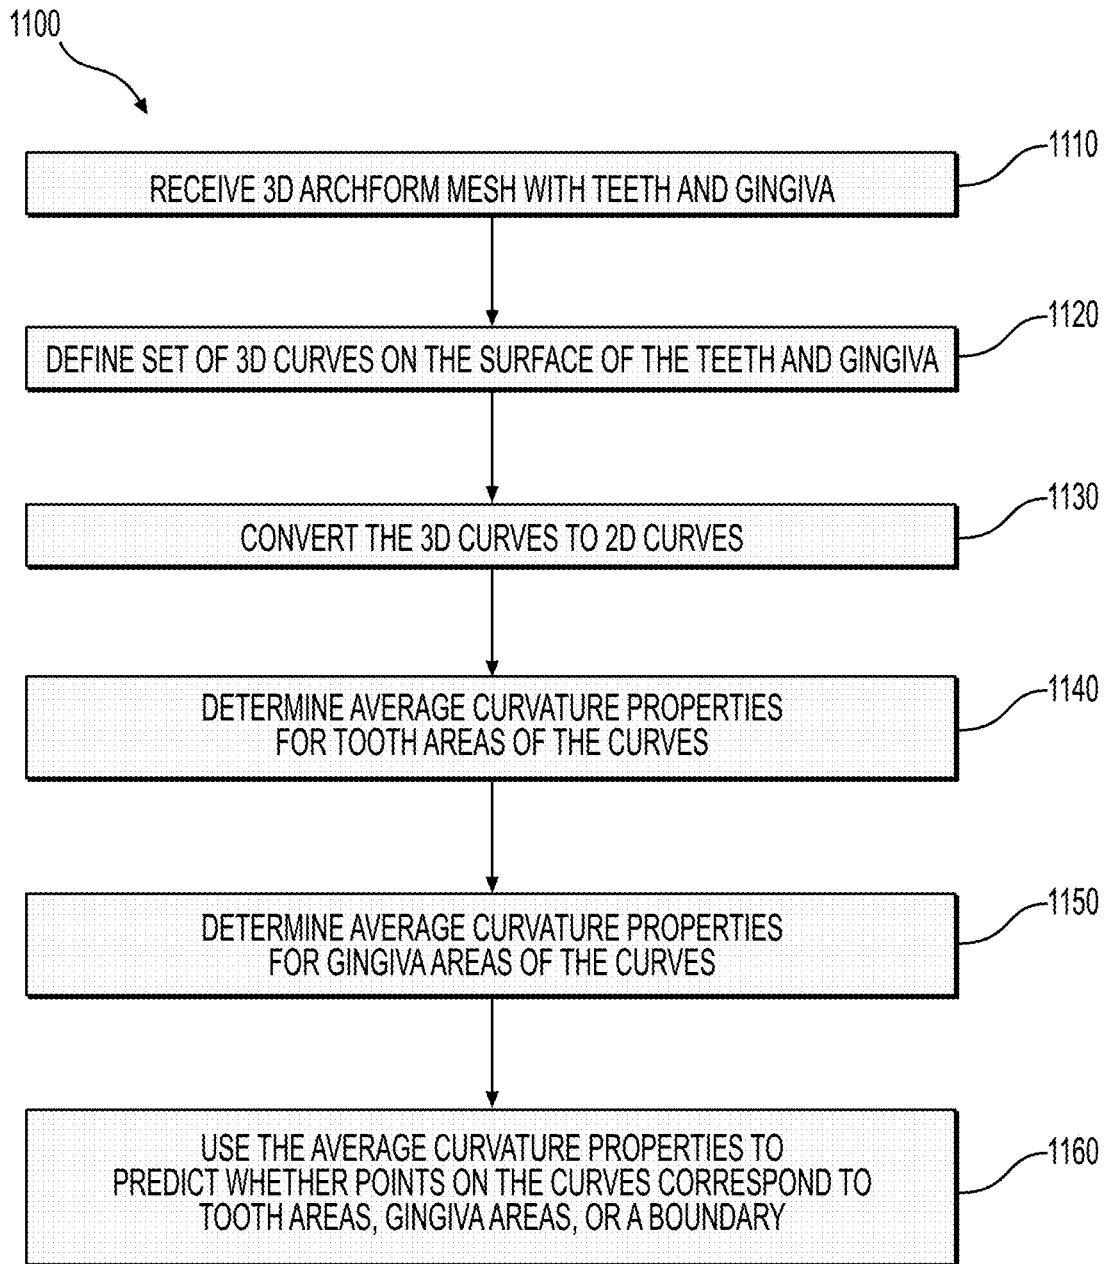 1100
1110
RECEIVE 3D ARCHFORM MESH WITH TEETH AND GINGIVA
1120
DEFINE SET OF 3D CURVES ON THE SURFACE OF THE TEETH AND GINGIVA
1130
CONVERT THE 3D CURVES TO 2D CURVES
1140
DETERMINE AVERAGE CURVATURE PROPERTIES
FOR TOOTH AREAS OF THE CURVES
1150
DETERMINE AVERAGE CURVATURE PROPERTIES
FOR GINGIVA AREAS OF THE CURVES
1160
USE THE AVERAGE CURVATURE PROPERTIES TO
PREDICT WHETHER POINTS ON THE CURVES CORRESPOND TO
TOOTH AREAS, GINGIVA AREAS, OR A BOUNDARY